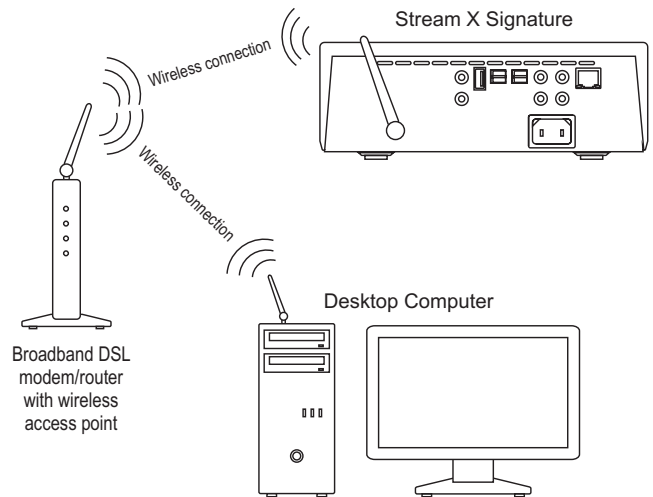 Stream X Signature
Wireless connection
Wireless connection
Desktop Computer
Broadband DSL
modem/router
with wireless
access point